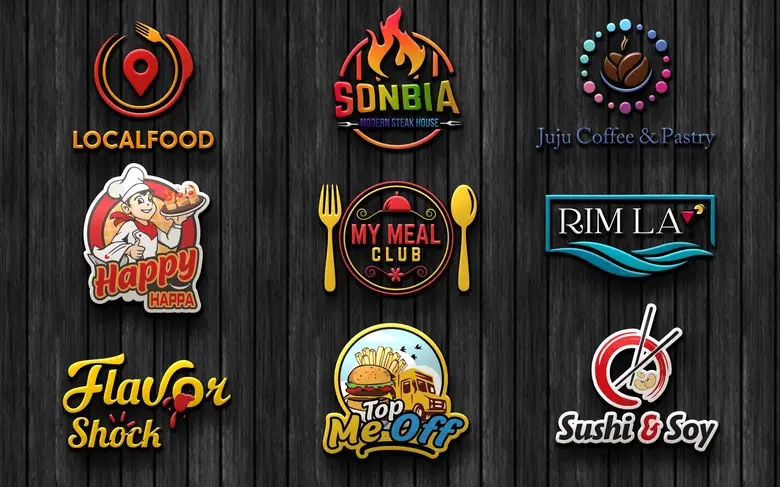 LOCALFOOD
SONBIA
MODERN STEAK HOUSE
Juju Coffee & Pastry
Happy
HAPPA
MY MEAL
CLUB
RIM LA
Flavor
Shock
Top
Me Off
Sushi & Soy